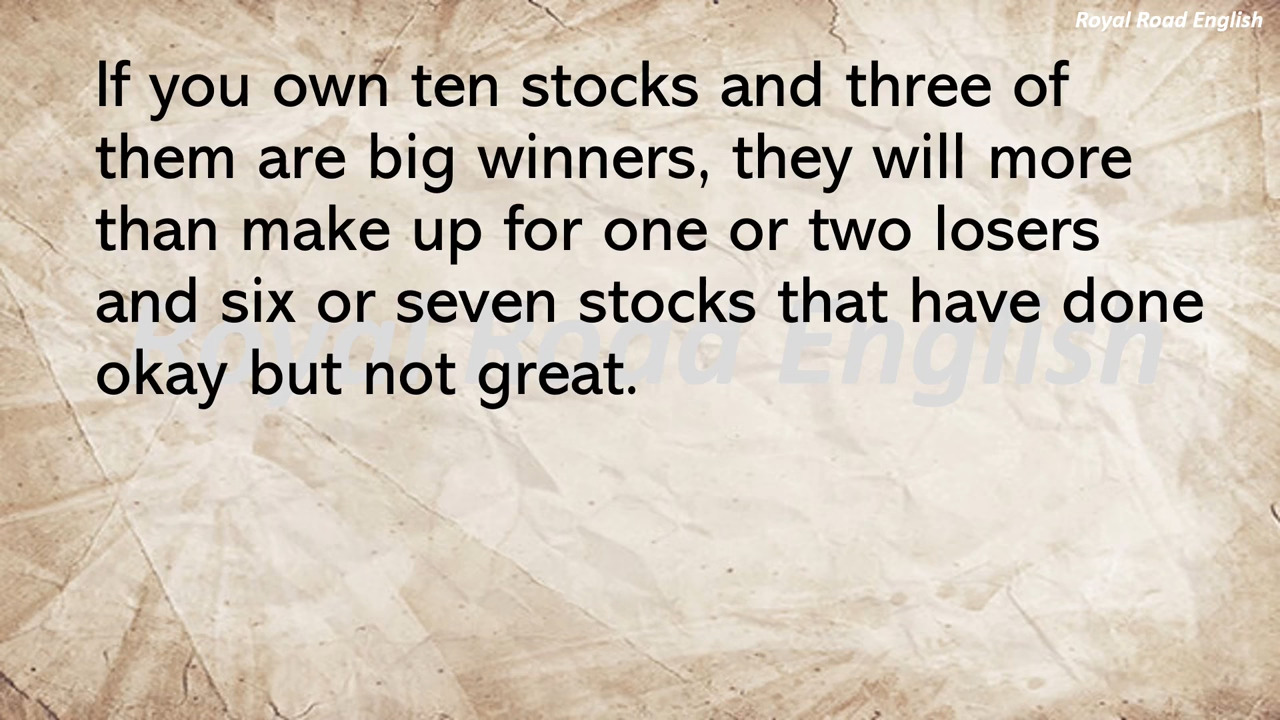 Royal Road English
If you own ten stocks and three of
them are big winners, they will more
than make up for one or two losers
and six or seven stocks that have done
okay but not great.
Royal Road English